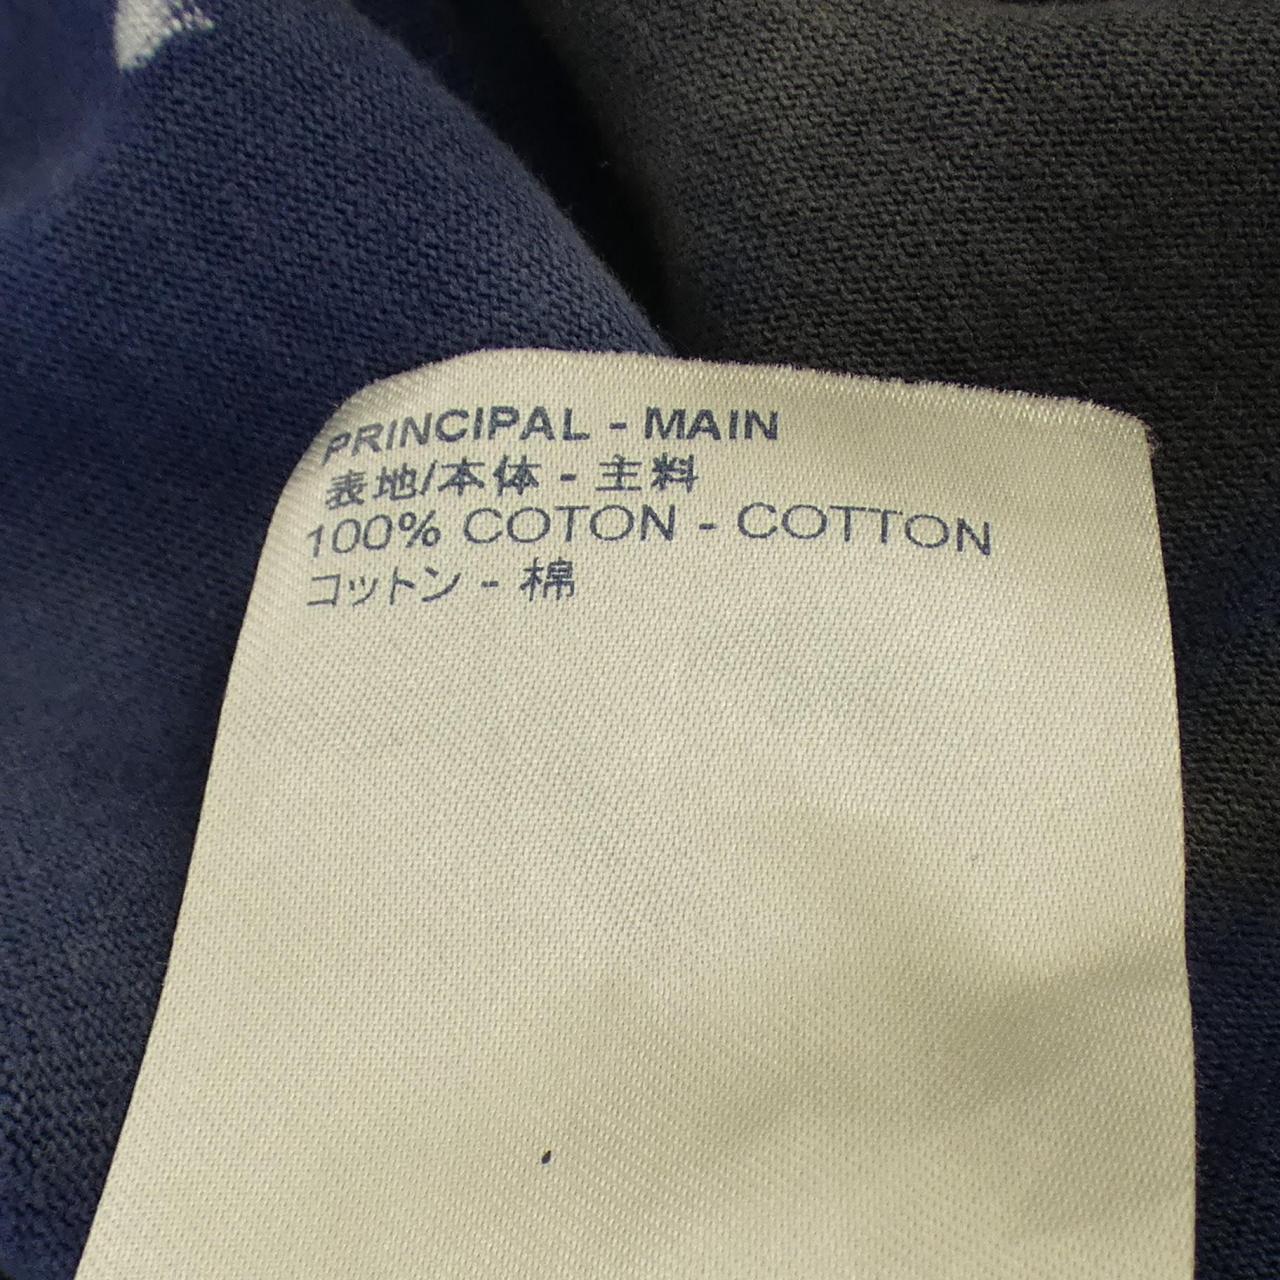 PRINCIPAL - MAIN
表地/本体 - 主料
100% COTON - COTTON
コットン - 棉